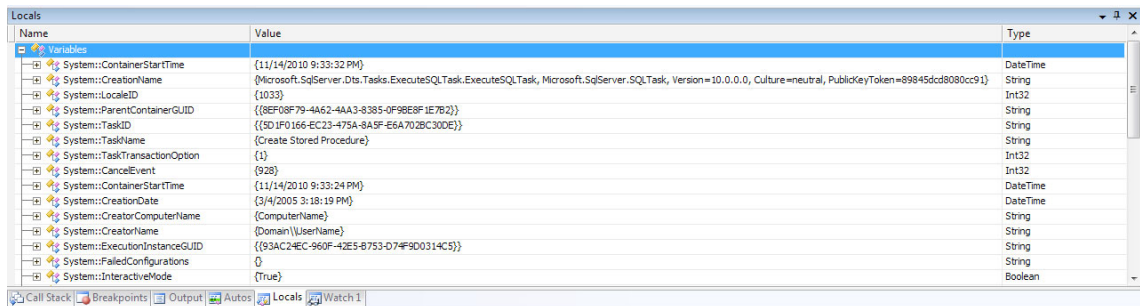 Locals
Name Value Type
Variables
System::ContainerStartTime {11/14/2010 9:33:32 PM} DateTime
System::CreationName {Microsoft.SqlServer.Dts.Tasks.ExecuteSQLTask.ExecuteSQLTask, Microsoft.SqlServer.SQLTask, Version=10.0.0.0, Culture=neutral, PublicKeyToken=89845dcd8080cc91} String
System::LocaleID {1033} Int32
System::ParentContainerGUID {{8EF08F79-4A62-4AA3-8385-0F9BE8F1E7B2}} String
System::TaskID {{5D1F0166-EC23-475A-8A5F-E6A702BC30DE}} String
System::TaskName {Create Stored Procedure} String
System::TaskTransactionOption {1} Int32
System::CancelEvent {928} Int32
System::ContainerStartTime {11/14/2010 9:33:24 PM} DateTime
System::CreationDate {3/4/2005 3:18:19 PM} DateTime
System::CreatorComputerName {ComputerName} String
System::CreatorName {Domain\\UserName} String
System::ExecutionInstanceGUID {{93AC24EC-960F-42E5-B753-D74F9D0314C5}} String
System::FailedConfigurations {} String
System::InteractiveMode {True} Boolean
Call Stack Breakpoints Output Autos Locals Watch 1